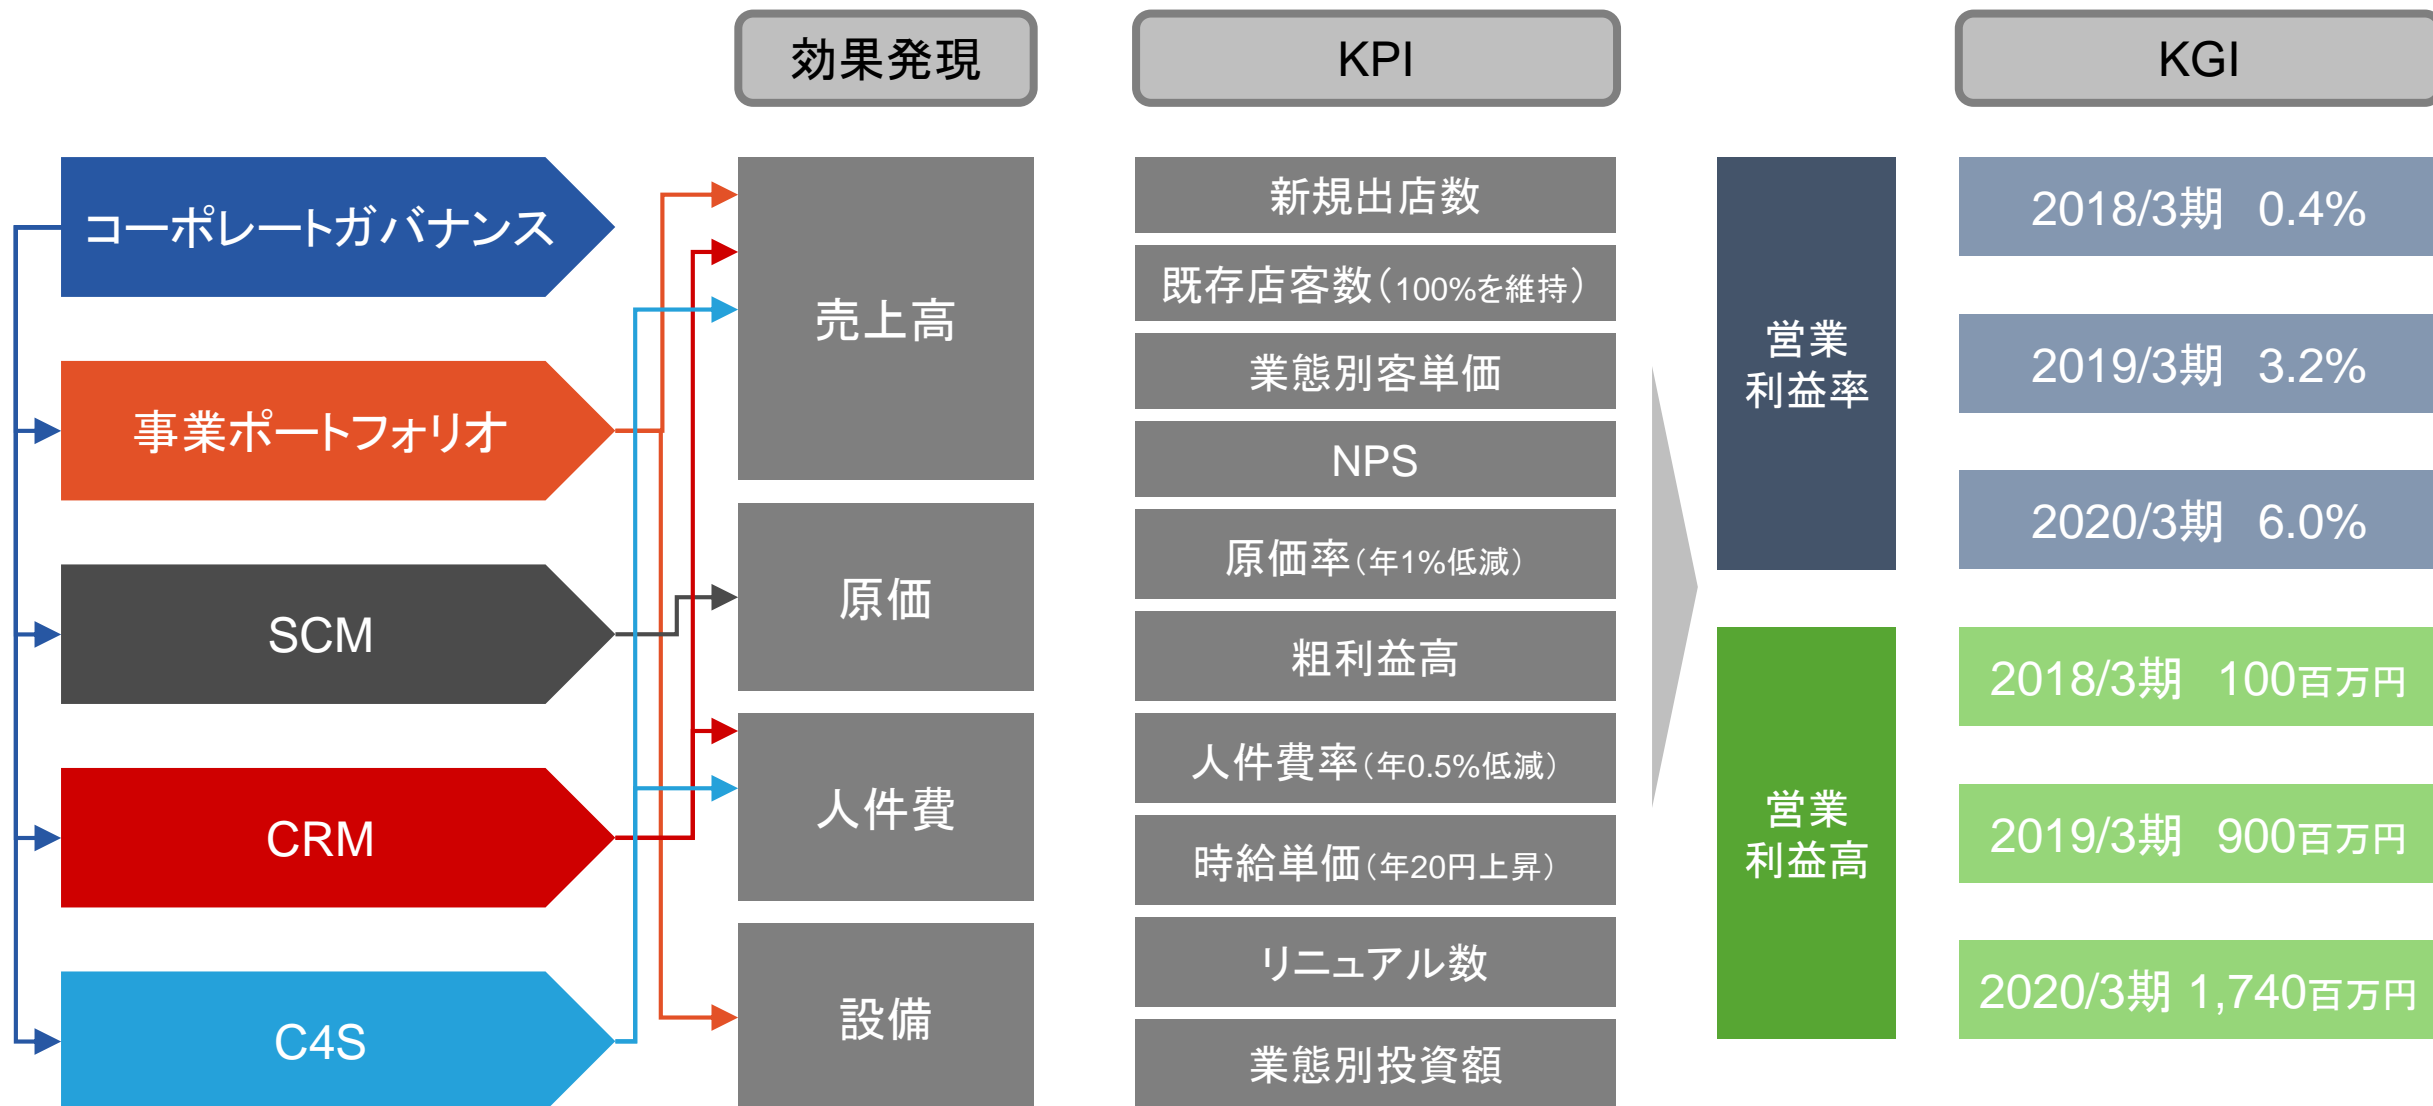 効果発現
KPI
KGI
コーポレートガバナンス
事業ポートフォリオ
SCM
CRM
C4S
売上高
原価
人件費
設備
新規出店数
既存店客数（100%を維持）
業態別客単価
NPS
原価率（年1%低減）
粗利益高
人件費率（年0.5%低減）
時給単価（年20円上昇）
リニュアル数
業態別投資額
営業
利益率
営業
利益高
2018/3期 0.4%
2019/3期 3.2%
2020/3期 6.0%
2018/3期 100百万円
2019/3期 900百万円
2020/3期 1,740百万円